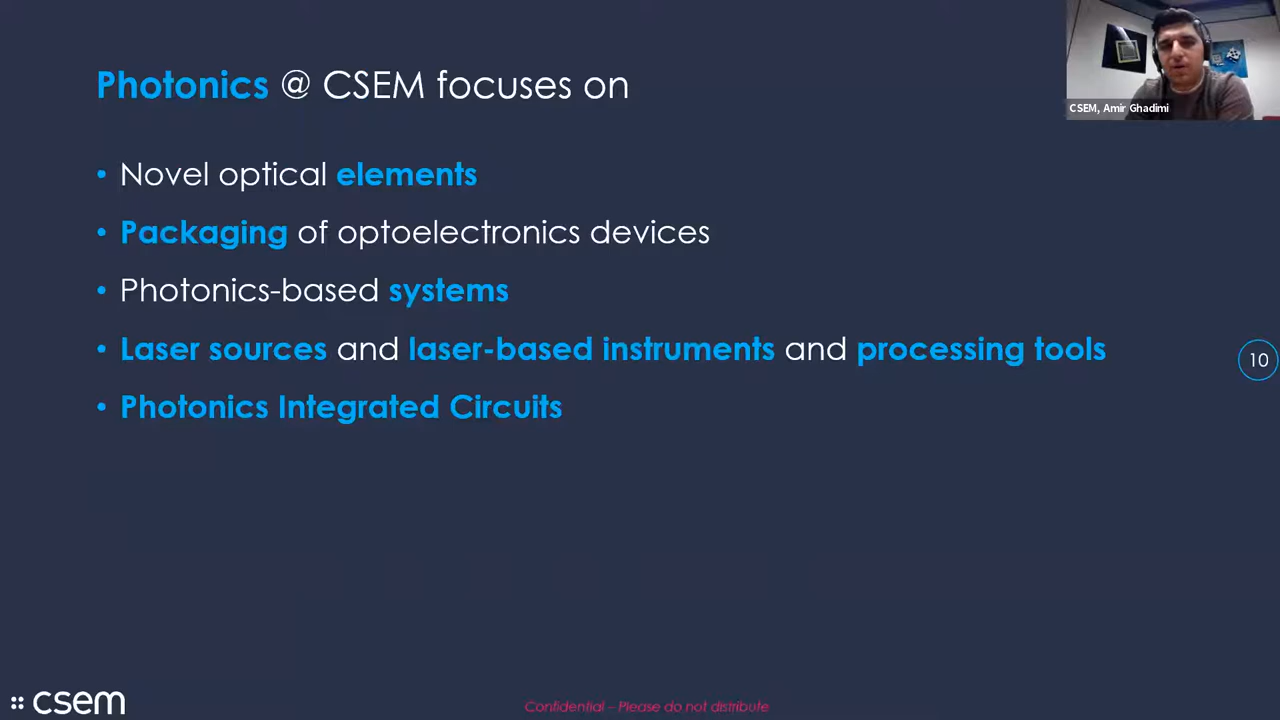 Photonics @ CSEM focuses on
CSEM, Amir Ghadimi
• Novel optical elements
• Packaging of optoelectronics devices
• Photonics-based systems
• Laser sources and laser-based instruments and processing tools
10
• Photonics Integrated Circuits
csem
Confidential – Please do not distribute